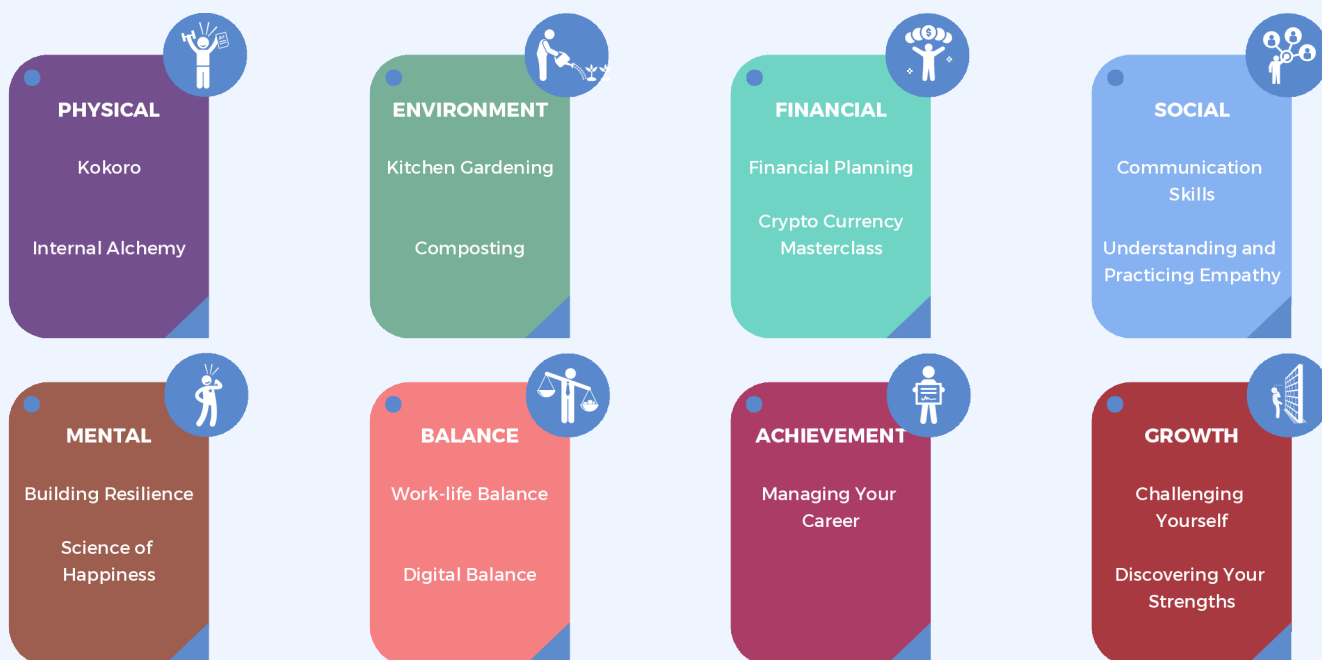 PHYSICAL
Kokoro
Internal Alchemy
ENVIRONMENT
Kitchen Gardening
Composting
FINANCIAL
Financial Planning
Crypto Currency
Masterclass
SOCIAL
Communication
Skills
Understanding and
Practicing Empathy
MENTAL
Building Resilience
Science of
Happiness
BALANCE
Work-life Balance
Digital Balance
ACHIEVEMENT
Managing Your
Career
GROWTH
Challenging
Yourself
Discovering Your
Strengths